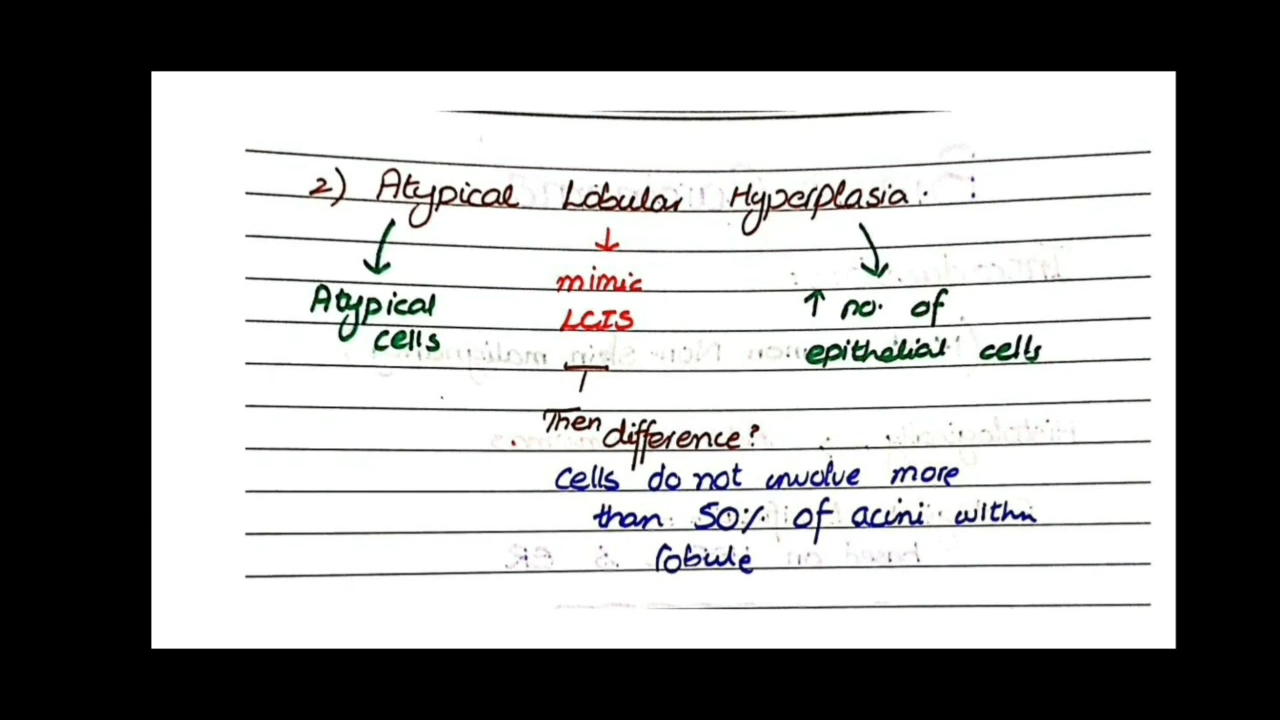 2) Atypical Lobular Hyperplasia. :
Atypical cells
mimic LCIS
↑ no. of epithelial cells
Then difference?
cells do not involve more
than 50% of acini within
lobule